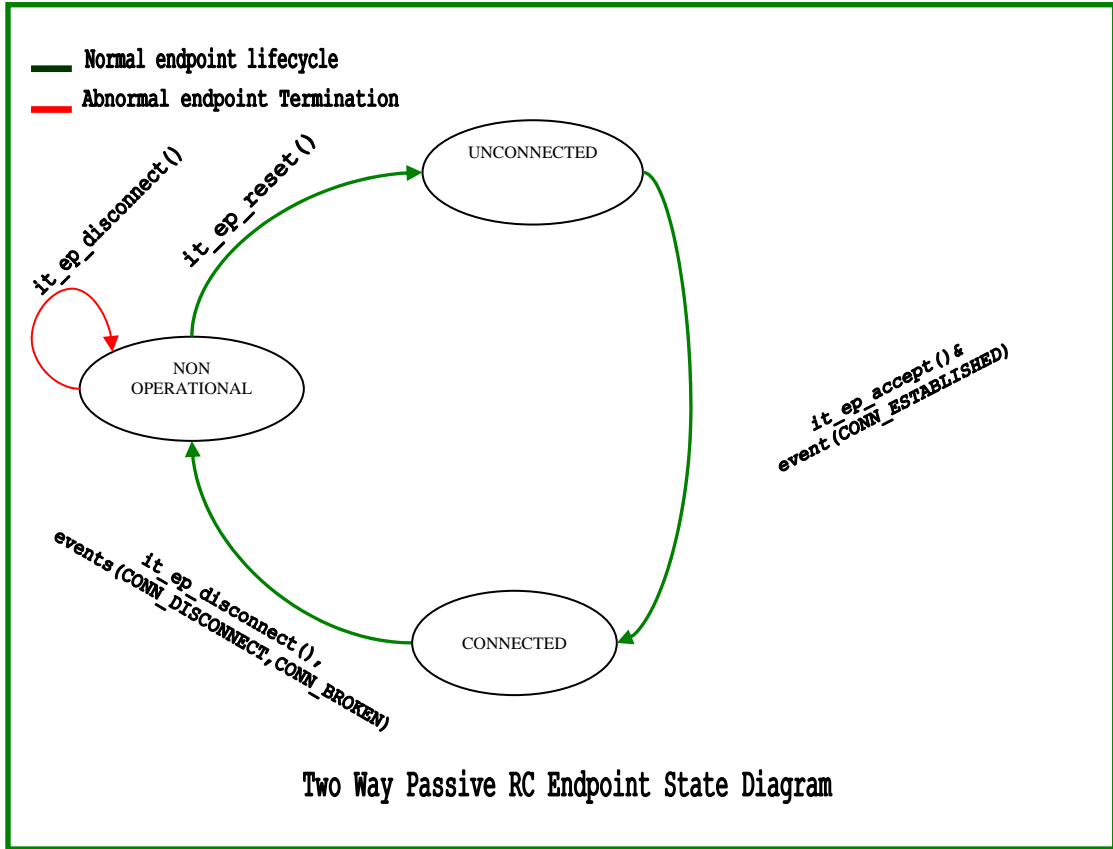 Normal endpoint lifecycle
Abnormal endpoint Termination
UNCONNECTED
it_ep_reset()
it_ep_disconnect()
NON
OPERATIONAL
it_ep_accept()&
event(CONN_ESTABLISHED)
it_ep_disconnect(),
events(CONN_DISCONNECT,CONN_BROKEN)
CONNECTED
Two Way Passive RC Endpoint State Diagram